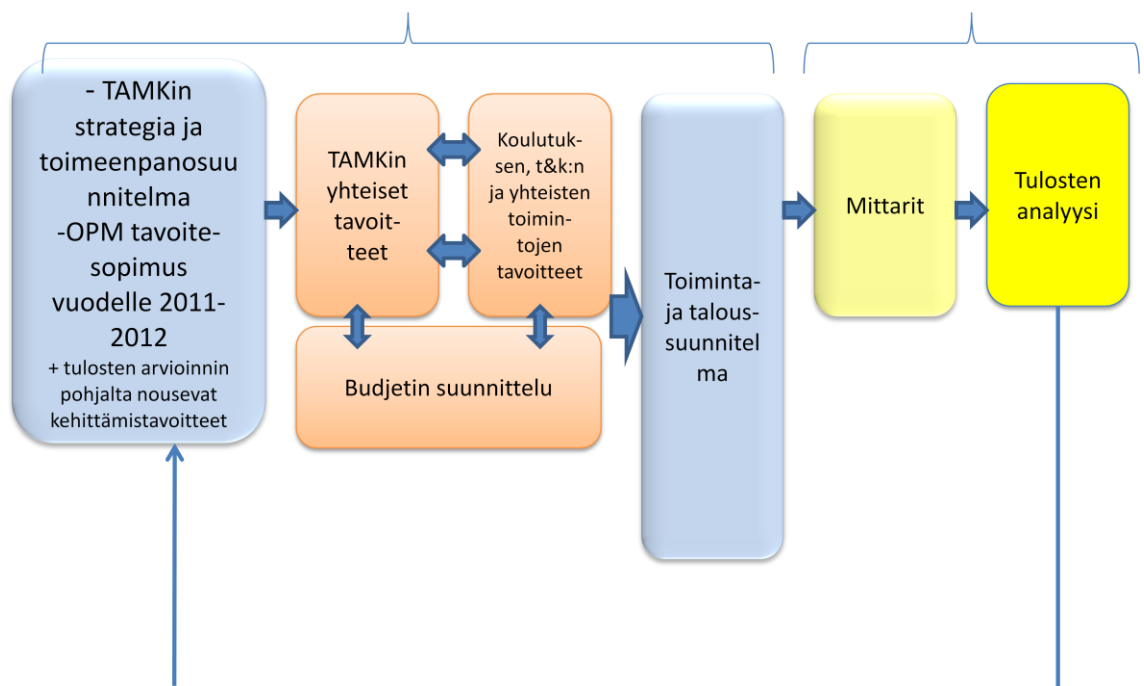 - TAMKin
strategia ja
toimeenpanosuu
nnitelma
-OPM tavoite-
sopimus
vuodelle 2011-
2012
+ tulosten arvioinnin
pohjalta nousevat
kehittämistavoitteet
TAMKin
yhteiset
tavoit-
teet
Koulutuk-
sen, t&k:n
ja yhteisten
toimin-
tojen
tavoitteet
Budjetin suunnittelu
Toiminta-
ja talous-
suunnitel
ma
Mittarit
Tulosten
analyysi